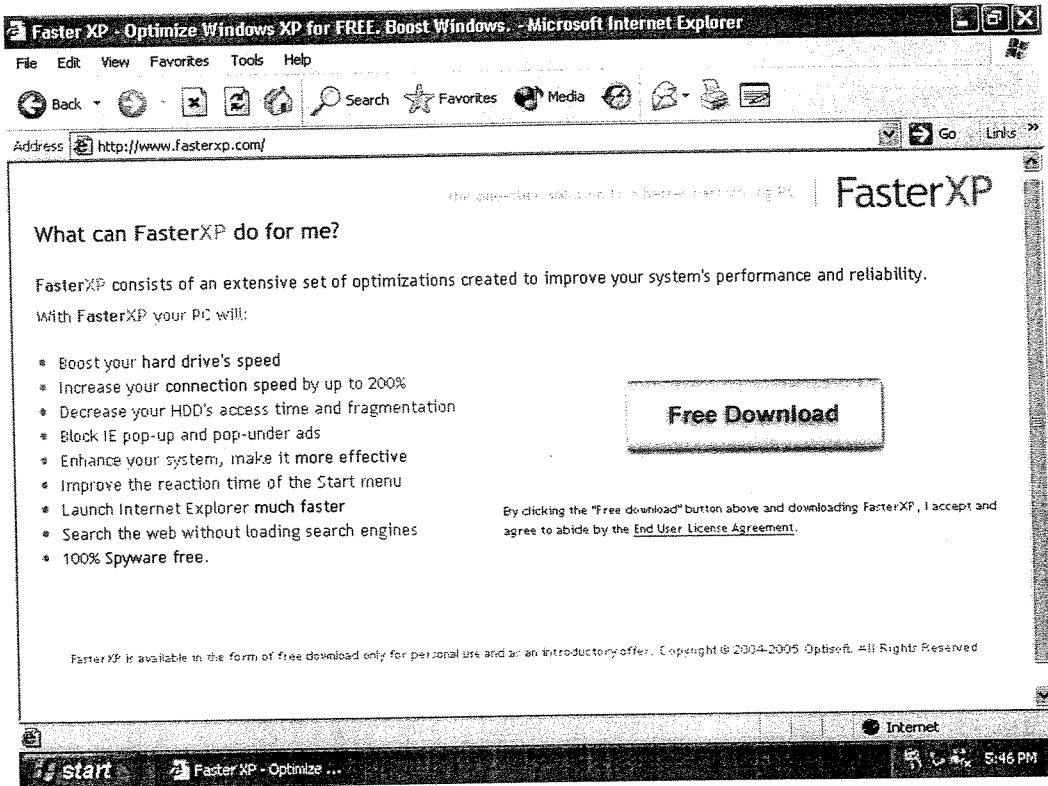 Faster XP - Optimize Windows XP for FREE. Boost Windows. - Microsoft Internet Explorer
File Edit View Favorites Tools Help
Back Search Favorites Media
Address http://www.fasterxp.com/ Go Links »
the one-click solution to a better performing PC | FasterXP
What can FasterXP do for me?
FasterXP consists of an extensive set of optimizations created to improve your system's performance and reliability.
With FasterXP your PC will:
Boost your hard drive's speed
Increase your connection speed by up to 200%
Decrease your HDD's access time and fragmentation
Block IE pop-up and pop-under ads
Enhance your system, make it more effective
Improve the reaction time of the Start menu
Launch Internet Explorer much faster
Search the web without loading search engines
100% Spyware free.
Free Download
By clicking the "Free download" button above and downloading FasterXP, I accept and
agree to abide by the End User License Agreement.
FasterXP is available in the form of free download only for personal use and as an introductory offer. Copyright © 2004-2005 Optisoft. All Rights Reserved
Internet
start Faster XP - Optimize ... 5:46 PM